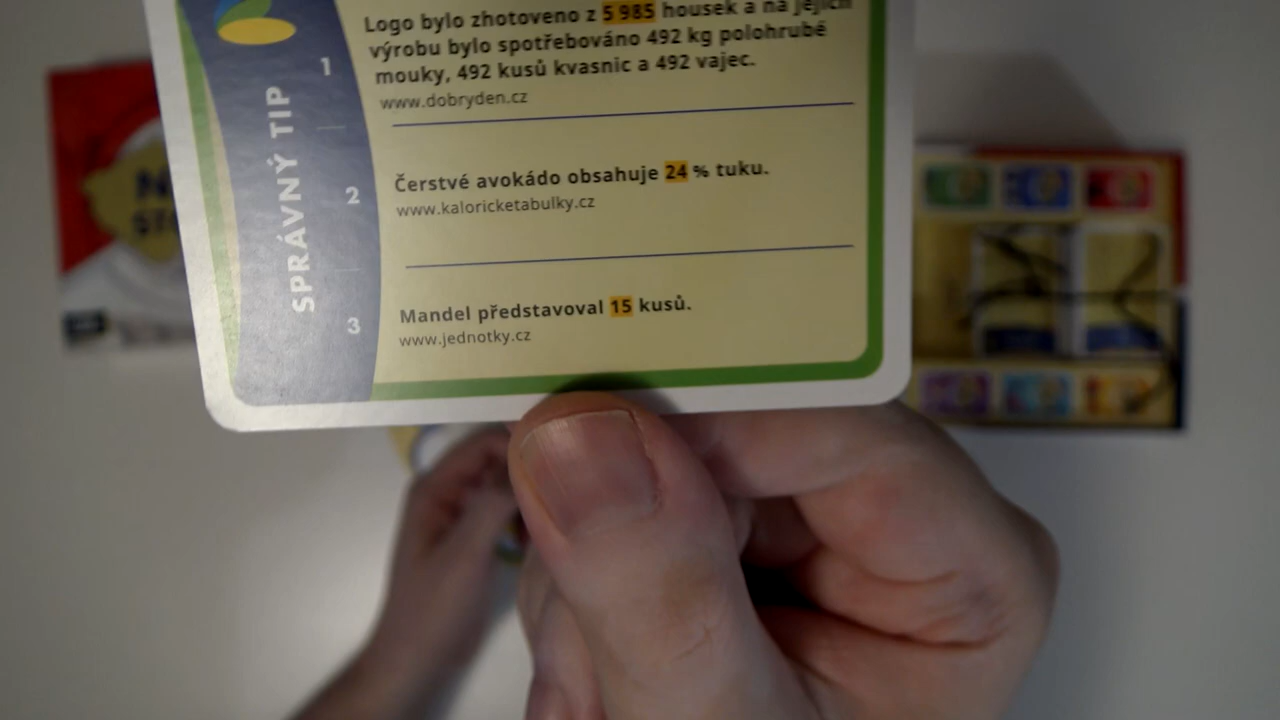 Logo bylo zhotoveno z 5 985 housek a na jejich
výrobu bylo spotřebováno 492 kg polohrubé
mouky, 492 kusů kvasnic a 492 vajec.
www.dobryden.cz
1
SPRÁVNÝ TIP
Čerstvé avokádo obsahuje 24 % tuku.
2
www.kaloricketabulky.cz
Mandel představoval 15 kusů.
3
www.jednotky.cz